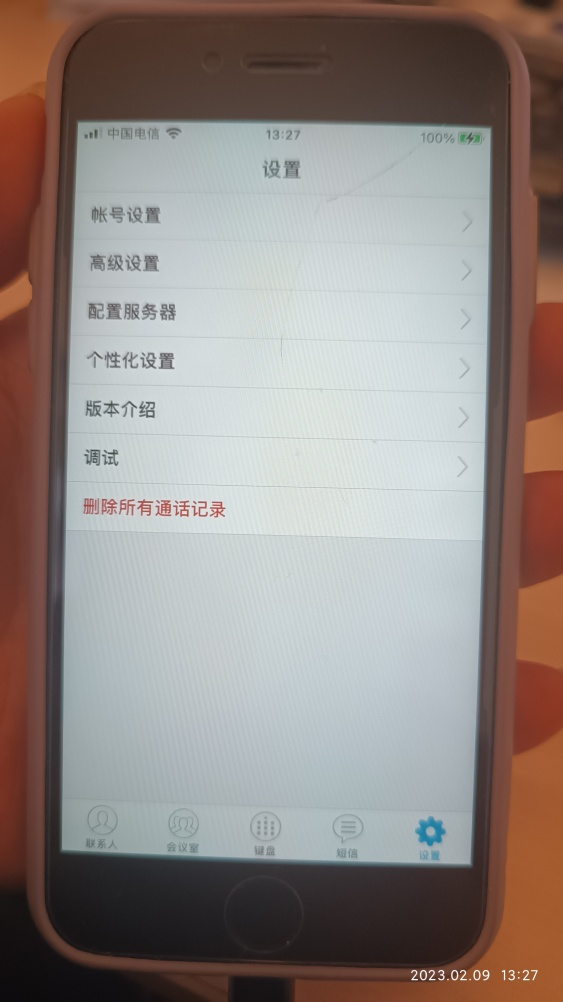 中国电信 13:27 100%
设置
帐号设置
高级设置
配置服务器
个性化设置
版本介绍
调试
删除所有通话记录
联系人 会议室 键盘 短信 设置
2023.02.09 13:27